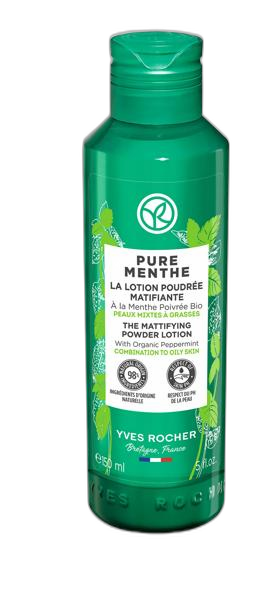 PURE
MENTHE
LA LOTION POUDRÉE
MATIFIANTE
À la Menthe Poivrée Bio
PEAUX MIXTES À GRASSES
THE MATTIFYING
POWDER LOTION
With Organic Peppermint
COMBINATION TO OILY SKIN
98%
INGRÉDIENTS D'ORIGINE
NATURELLE
RESPECT DU PH
DE LA PEAU
YVES ROCHER
Bretagne, France
℮150 ml
5 fl.oz.
YVES ROCH